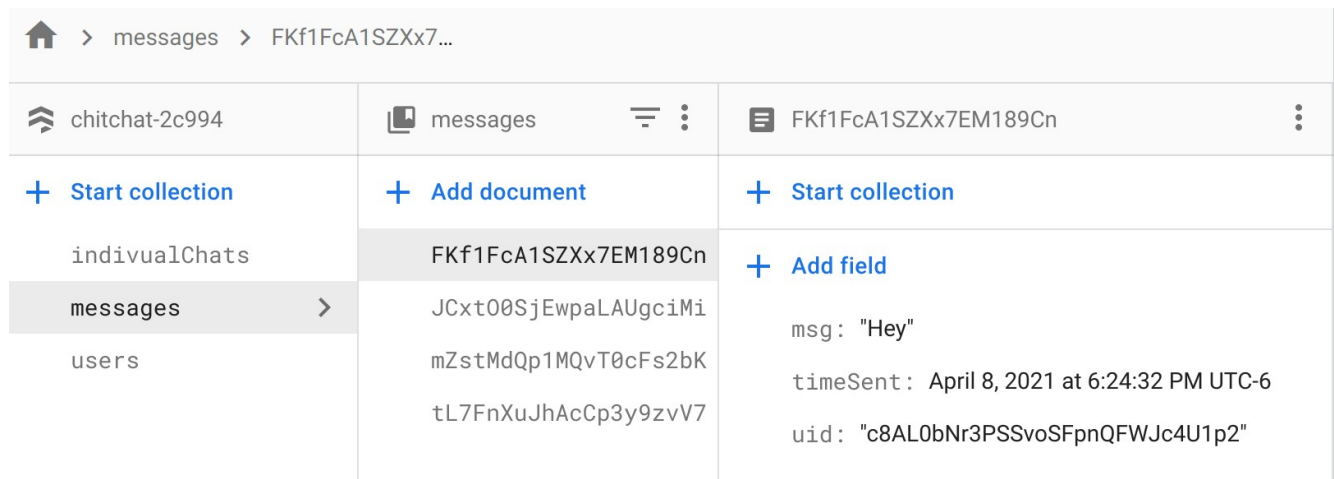 messages > FKf1FcA1SZXx7…
chitchat-2c994
messages
FKf1FcA1SZXx7EM189Cn
+ Start collection
+ Add document
+ Start collection
indivualChats
messages
users
FKf1FcA1SZXx7EM189Cn
JCxtO0SjEwpaLAUgciMi
mZstMdQp1MQvT0cFs2bK
tL7FnXuJhAcCp3y9zvV7
+ Add field
msg: "Hey"
timeSent: April 8, 2021 at 6:24:32 PM UTC-6
uid: "c8AL0bNr3PSSvoSFpnQFWJc4U1p2"